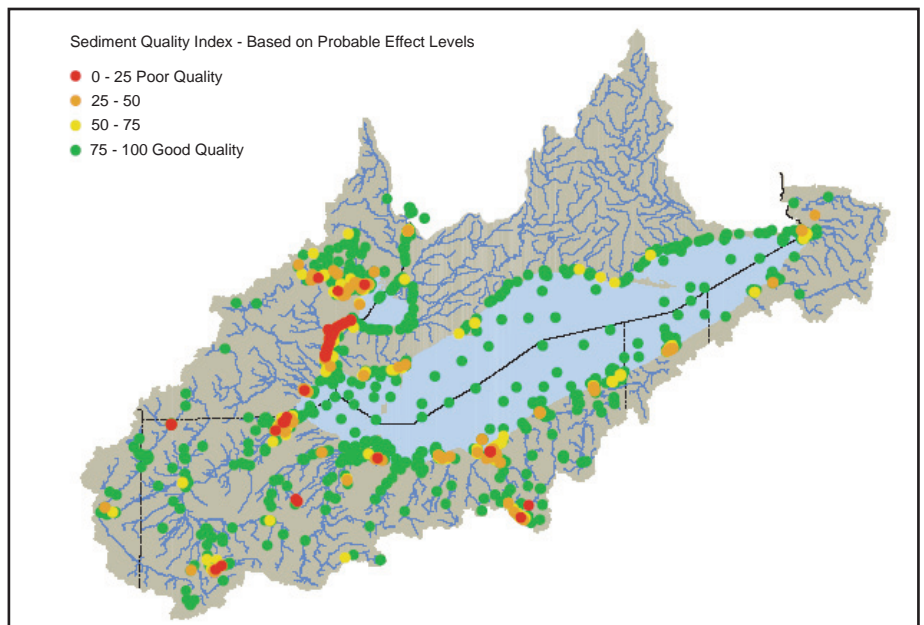 Sediment Quality Index - Based on Probable Effect Levels
0 - 25 Poor Quality
25 - 50
50 - 75
75 - 100 Good Quality